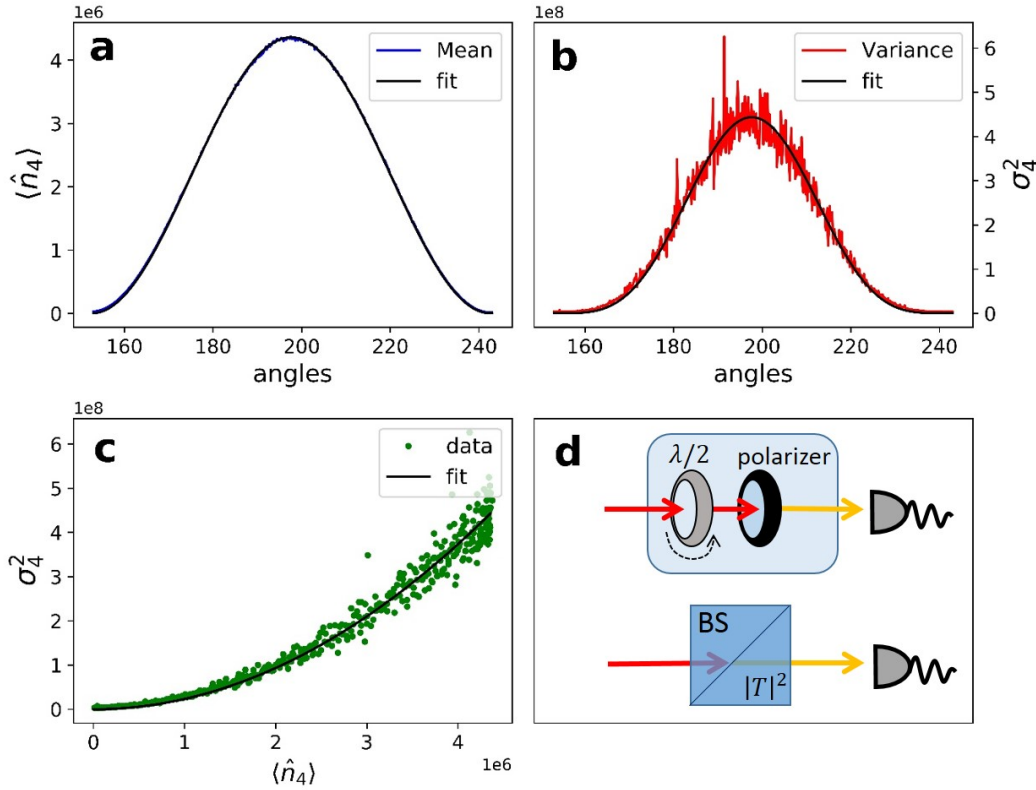 1e6
a
Mean
fit
4
3
2
1
0
⟨n̂₄⟩
160 180 200 220 240
angles
1e8
b
Variance
fit
6
5
4
3
2
1
0
σ₄²
160 180 200 220 240
angles
1e8
c
data
fit
6
5
4
3
2
1
0
σ₄²
0 1 2 3 4
⟨n̂₄⟩
1e6
d
λ/2
polarizer
BS
|T|²